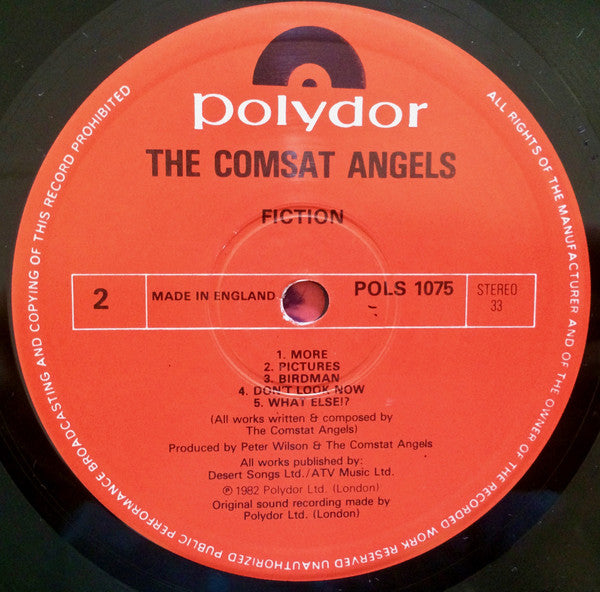 polydor
THE COMSAT ANGELS
FICTION
2
MADE IN ENGLAND
POLS 1075
STEREO
33
1. MORE
2. PICTURES
3. BIRDMAN
4. DON'T LOOK NOW
5. WHAT ELSE!?
(All works written & composed by
The Comstat Angels)
Produced by Peter Wilson & The Comstat Angels
All works published by:
Desert Songs Ltd./ATV Music Ltd.
℗ 1982 Polydor Ltd. (London)
Original sound recording made by
Polydor Ltd. (London)
ALL RIGHTS OF THE MANUFACTURER AND OF THE OWNER OF THE RECORDED WORK RESERVED UNAUTHORIZED PUBLIC PERFORMANCE BROADCASTING AND COPYING OF THIS RECORD PROHIBITED